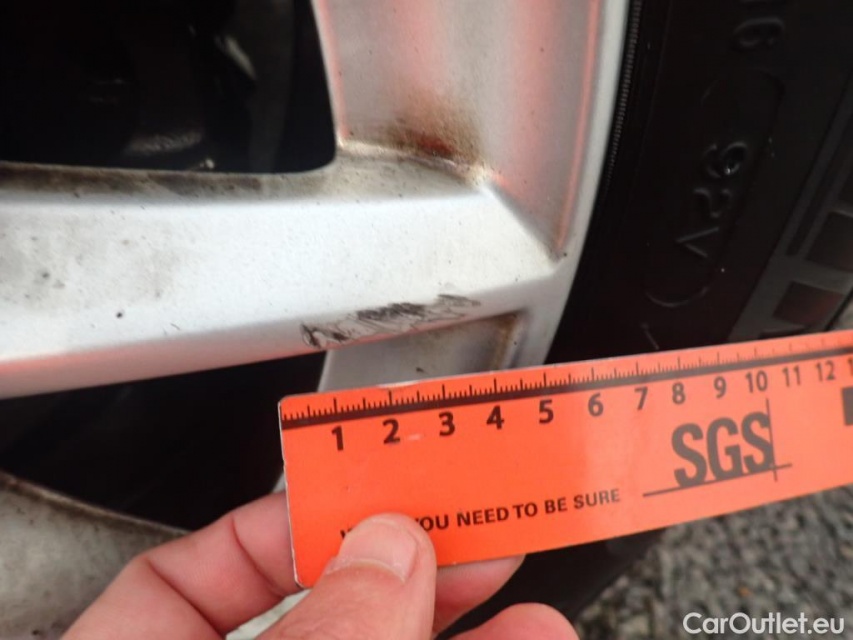 1 2 3 4 5 6 7 8 9 10 11 12
SGS
YOU NEED TO BE SURE
CarOutlet.eu